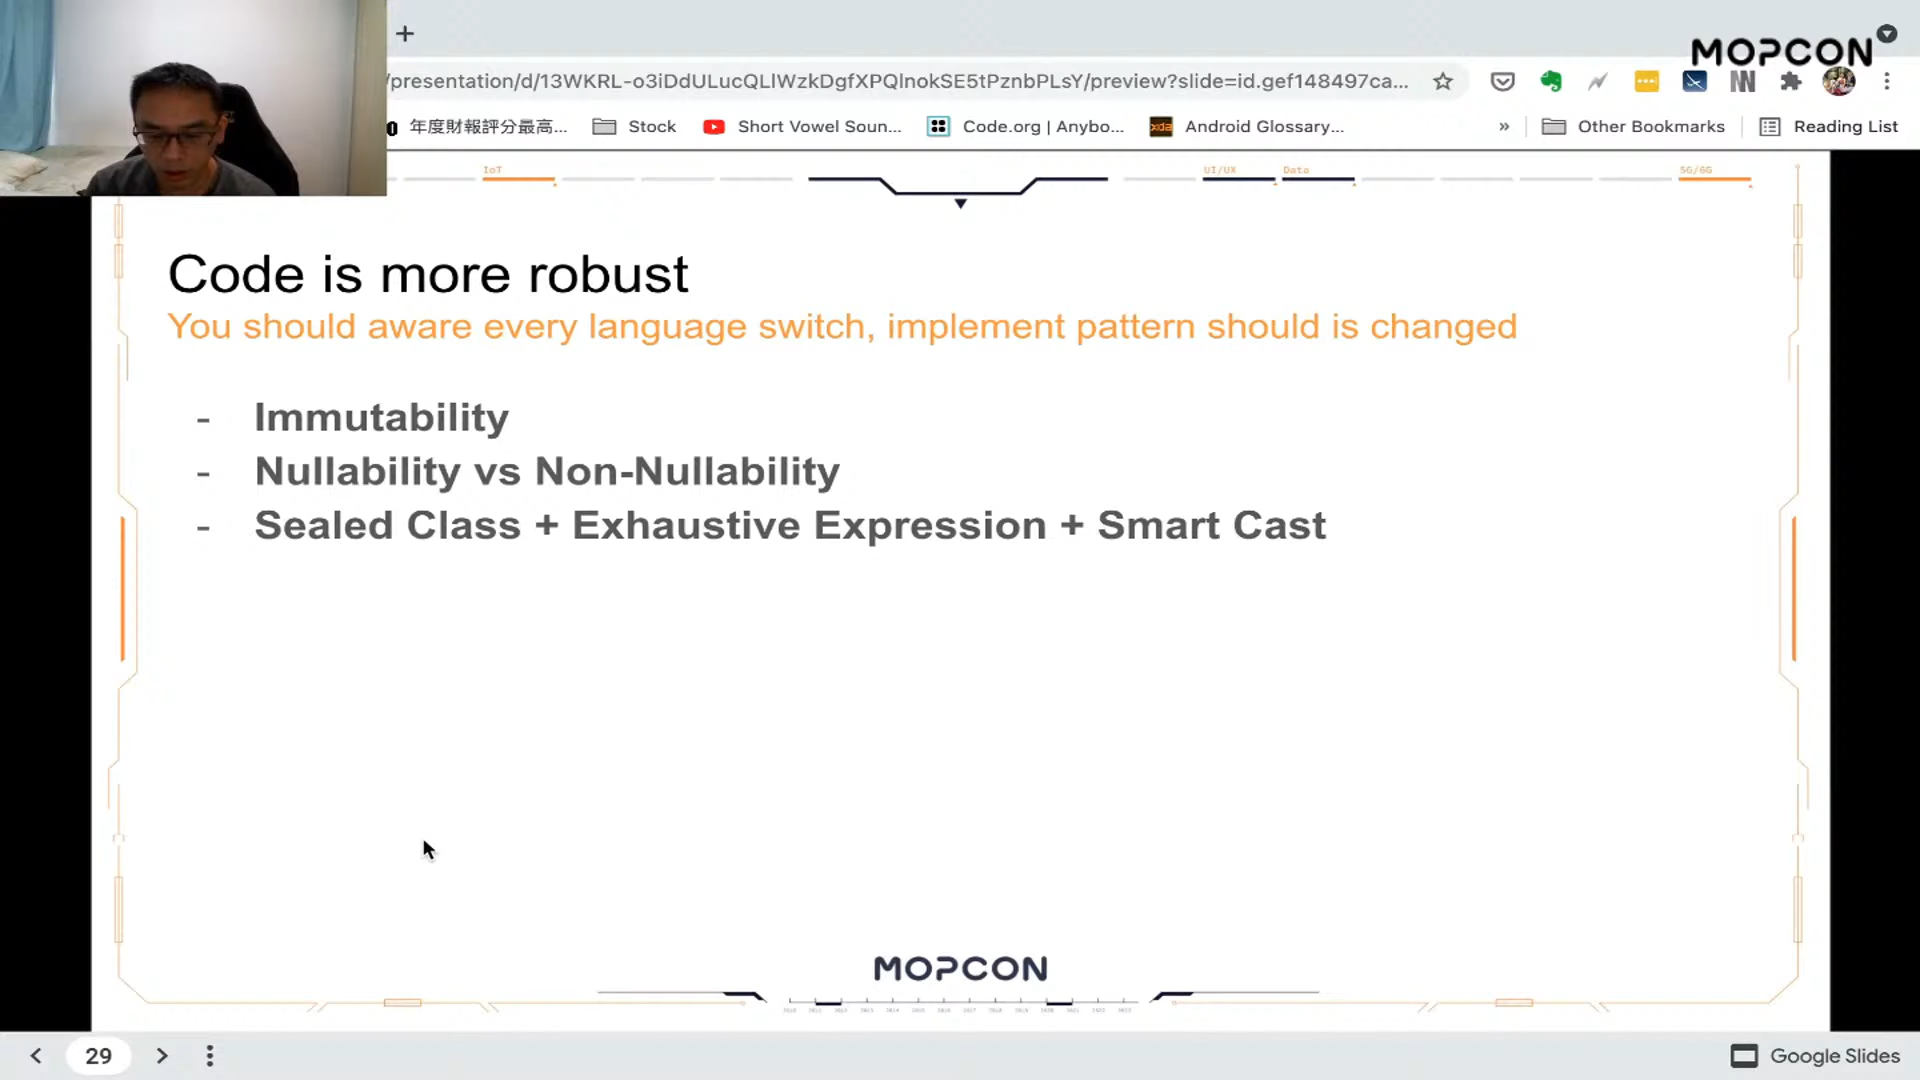 MOPCON
/presentation/d/13WKRL-o3iDdULucQLlWzkDgfXPQlnokSE5tPznbPLsY/preview?slide=id.gef148497ca...
年度財報評分最高... Stock Short Vowel Soun... Code.org | Anybo... xda Android Glossary... » Other Bookmarks Reading List
IoT UI/UX Data 5G/6G
Code is more robust
You should aware every language switch, implement pattern should is changed
- Immutability
- Nullability vs Non-Nullability
- Sealed Class + Exhaustive Expression + Smart Cast
MOPCON
29 Google Slides